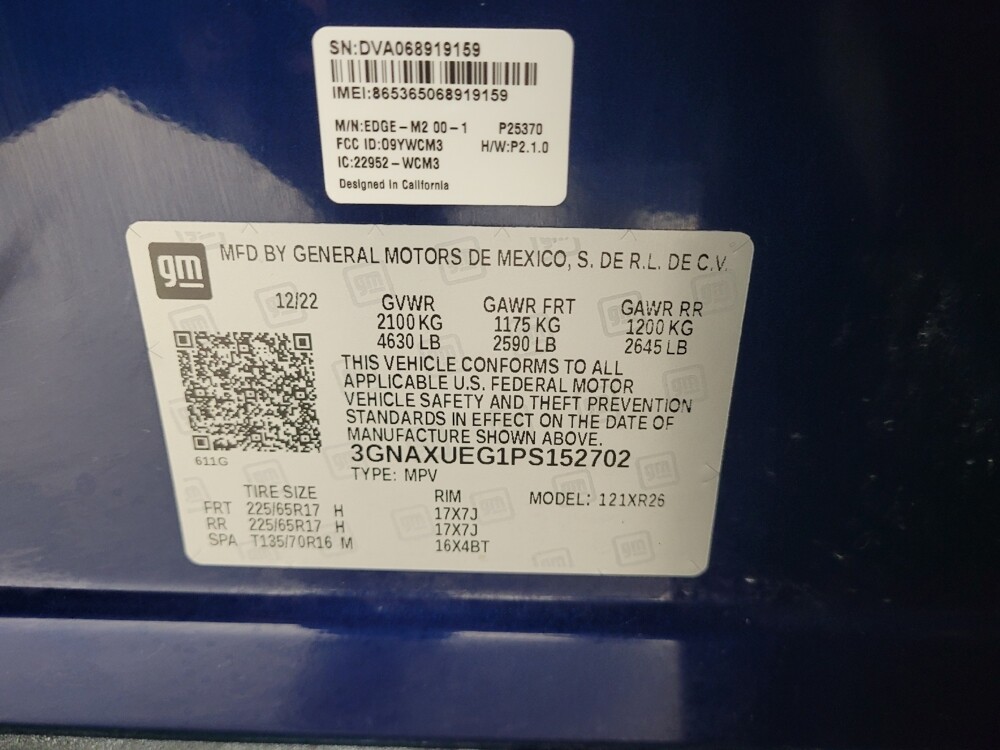 SN:DVA068919159
IMEI:865365068919159
M/N:EDGE-M2 00-1 P25370
FCC ID:O9YWCM3 H/W:P2.1.0
IC:22952-WCM3
Designed in California
gm MFD BY GENERAL MOTORS DE MEXICO, S. DE R.L. DE C.V.
12/22 GVWR GAWR FRT GAWR RR
2100 KG 1175 KG 1200 KG
4630 LB 2590 LB 2645 LB
THIS VEHICLE CONFORMS TO ALL
APPLICABLE U.S. FEDERAL MOTOR
VEHICLE SAFETY AND THEFT PREVENTION
STANDARDS IN EFFECT ON THE DATE OF
MANUFACTURE SHOWN ABOVE.
611G
3GNAXUEG1PS152702
TYPE: MPV
TIRE SIZE RIM MODEL: 121XR26
FRT 225/65R17 H 17X7J
RR 225/65R17 H 17X7J
SPA T135/70R16 M 16X4BT